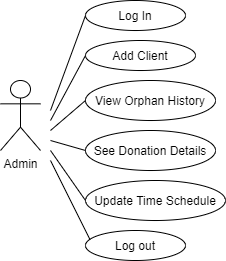 Log In
Add Client
View Orphan History
See Donation Details
Admin
Update Time Schedule
Log out